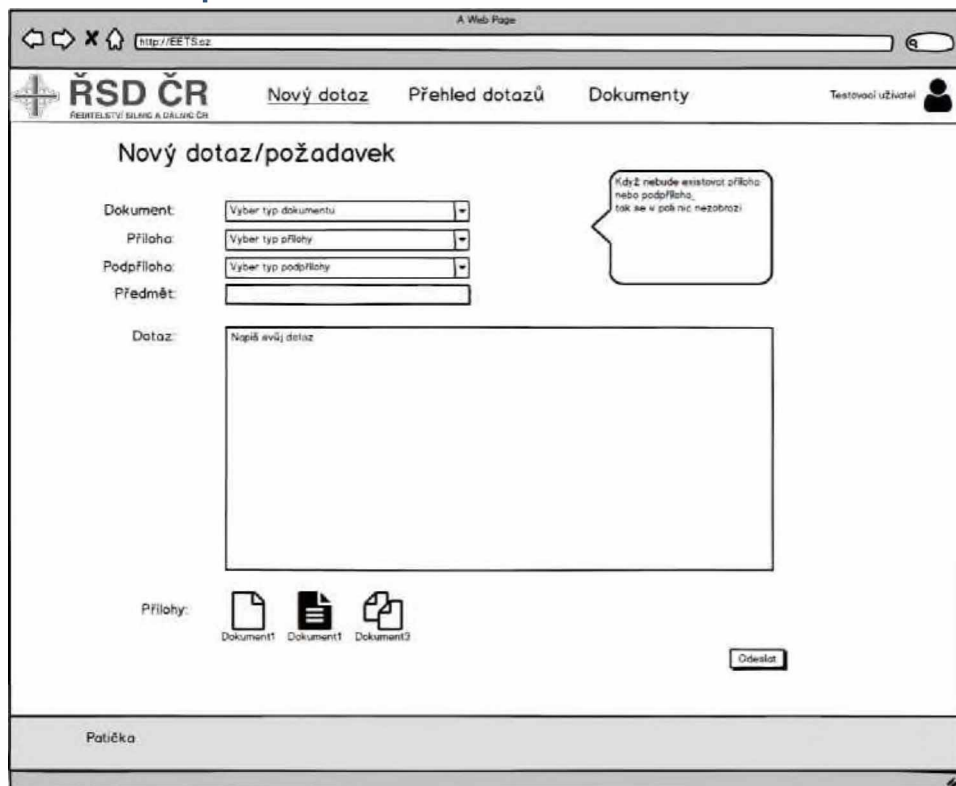 A Web Page
http://EETS.cz
ŘSD ČR
ŘEDITELSTVÍ SILNIC A DÁLNIC ČR
Nový dotaz Přehled dotazů Dokumenty
Testovací uživatel
Nový dotaz/požadavek
Když nebude existovat příloha
nebo podpříloha,
tak se v poli nic nezobrazí
Dokument: Vyber typ dokumentu
Příloha: Vyber typ přílohy
Podpříloha: Vyber typ podpřílohy
Předmět:
Dotaz: Napiš svůj dotaz
Přílohy:
Dokument1 Dokument1 Dokument3
Odeslat
Patička